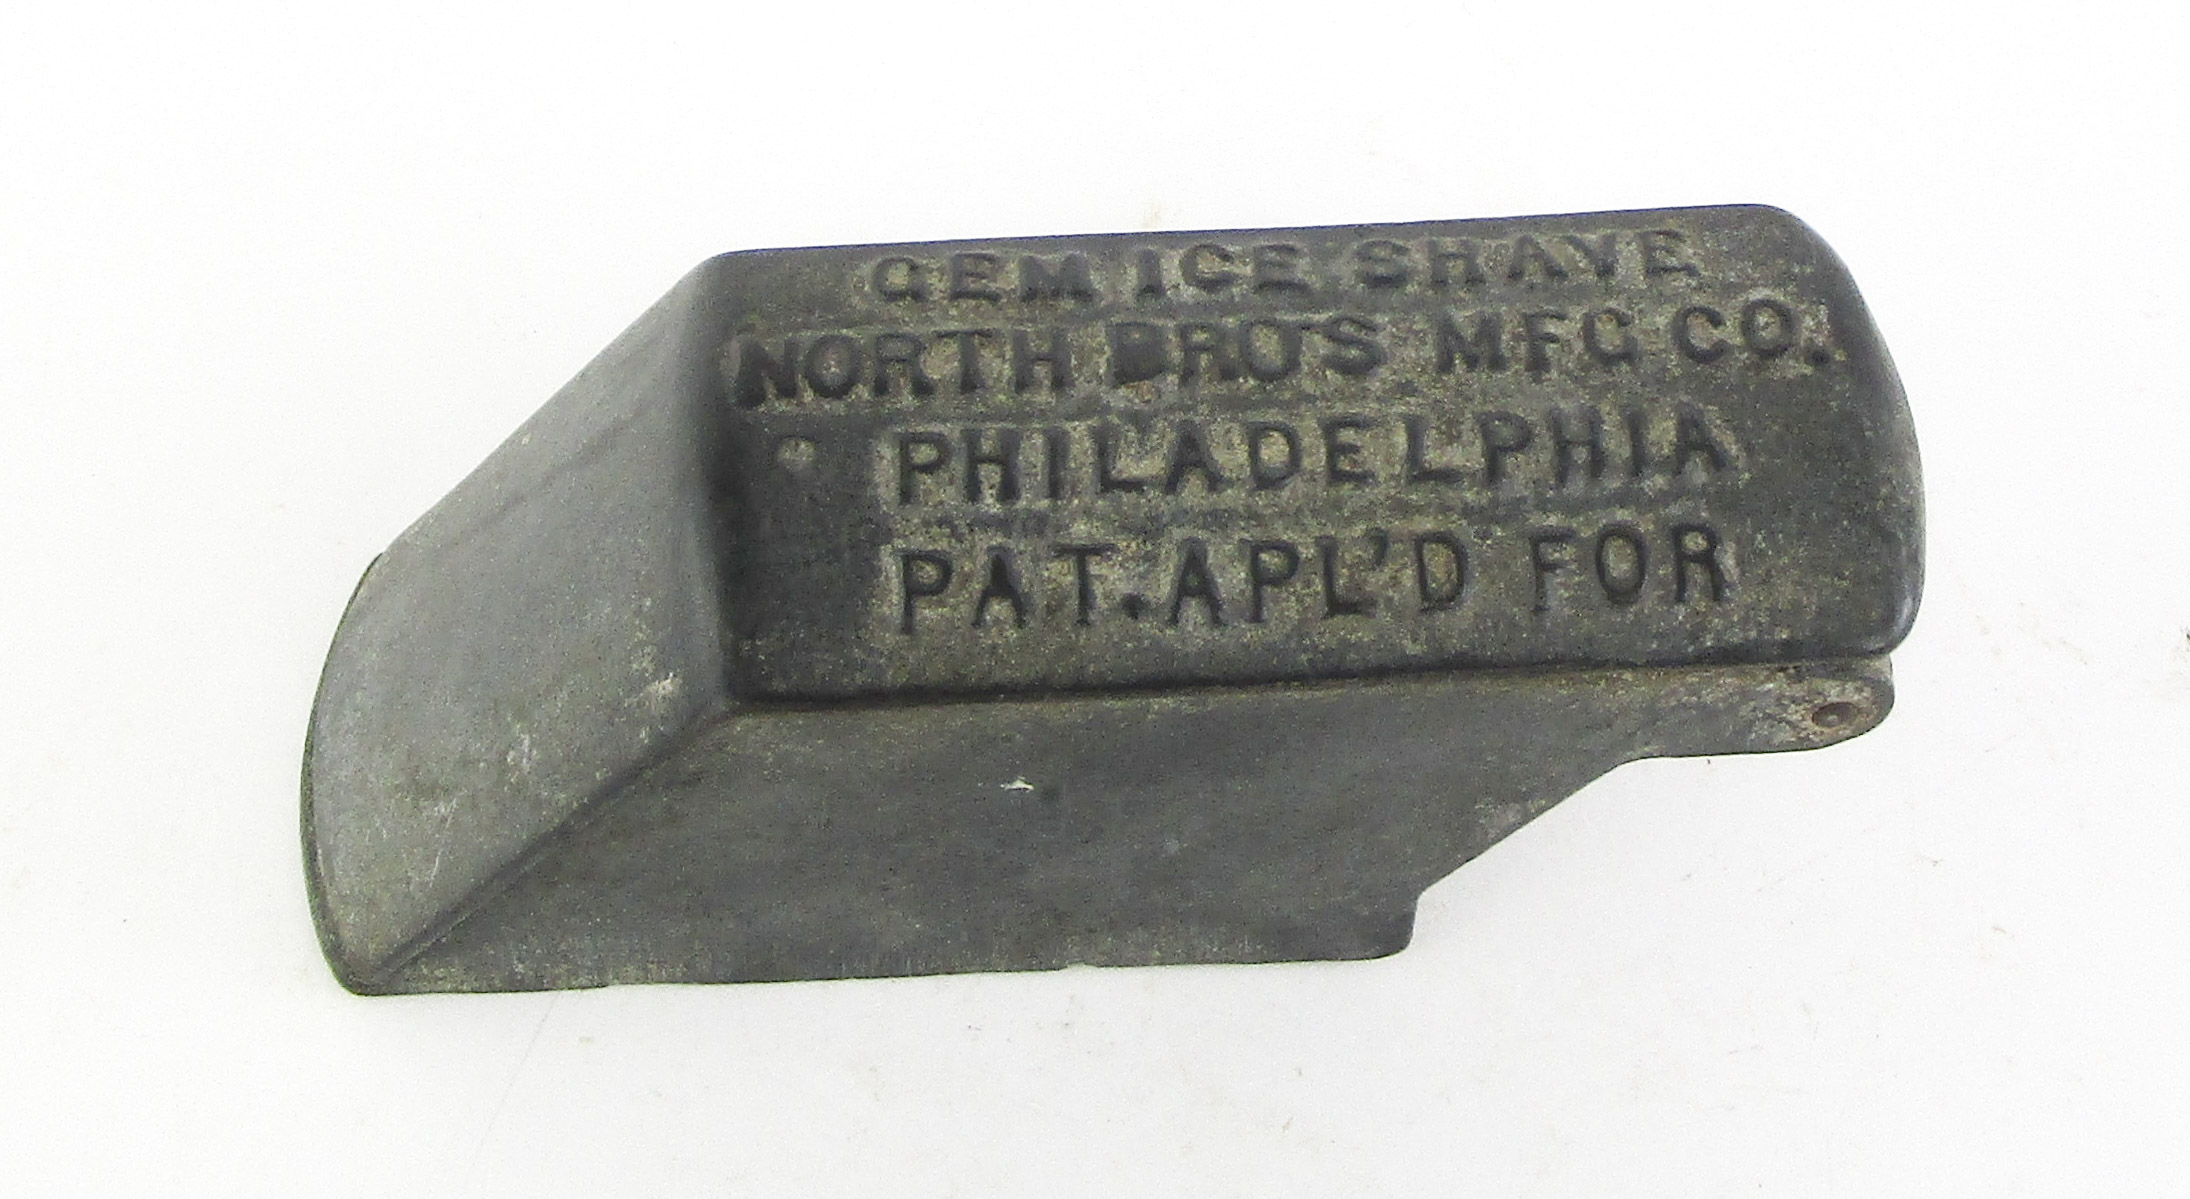 GEM ICE SHAVE
NORTH BRO'S MFG CO.
PHILADELPHIA
PAT. APL'D FOR